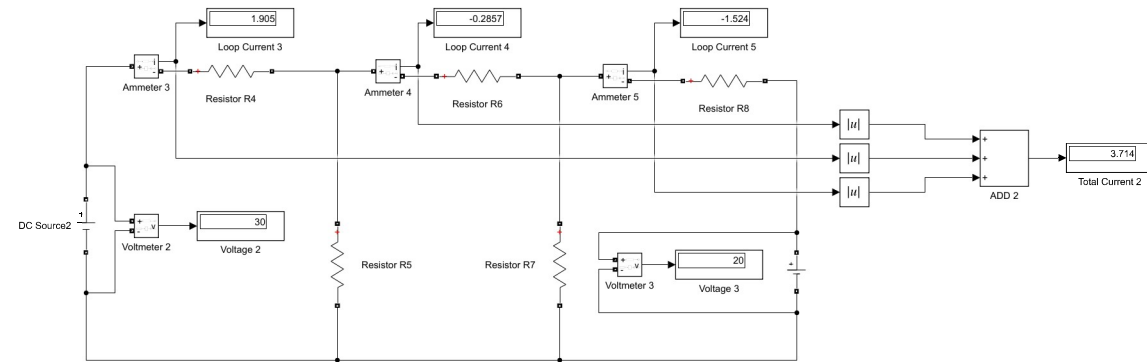 1.905
Loop Current 3
-0.2857
Loop Current 4
-1.524
Loop Current 5
+
-
i
Ammeter 3
+
Resistor R4
+
-
i
Ammeter 4
+
Resistor R6
+
-
i
Ammeter 5
+
Resistor R8
|u|
|u|
|u|
+
+
+
ADD 2
3.714
Total Current 2
DC Source2
+
+
-
v
Voltmeter 2
30
Voltage 2
+
Resistor R5
Resistor R7
+
+
-
v
Voltmeter 3
20
Voltage 3
+